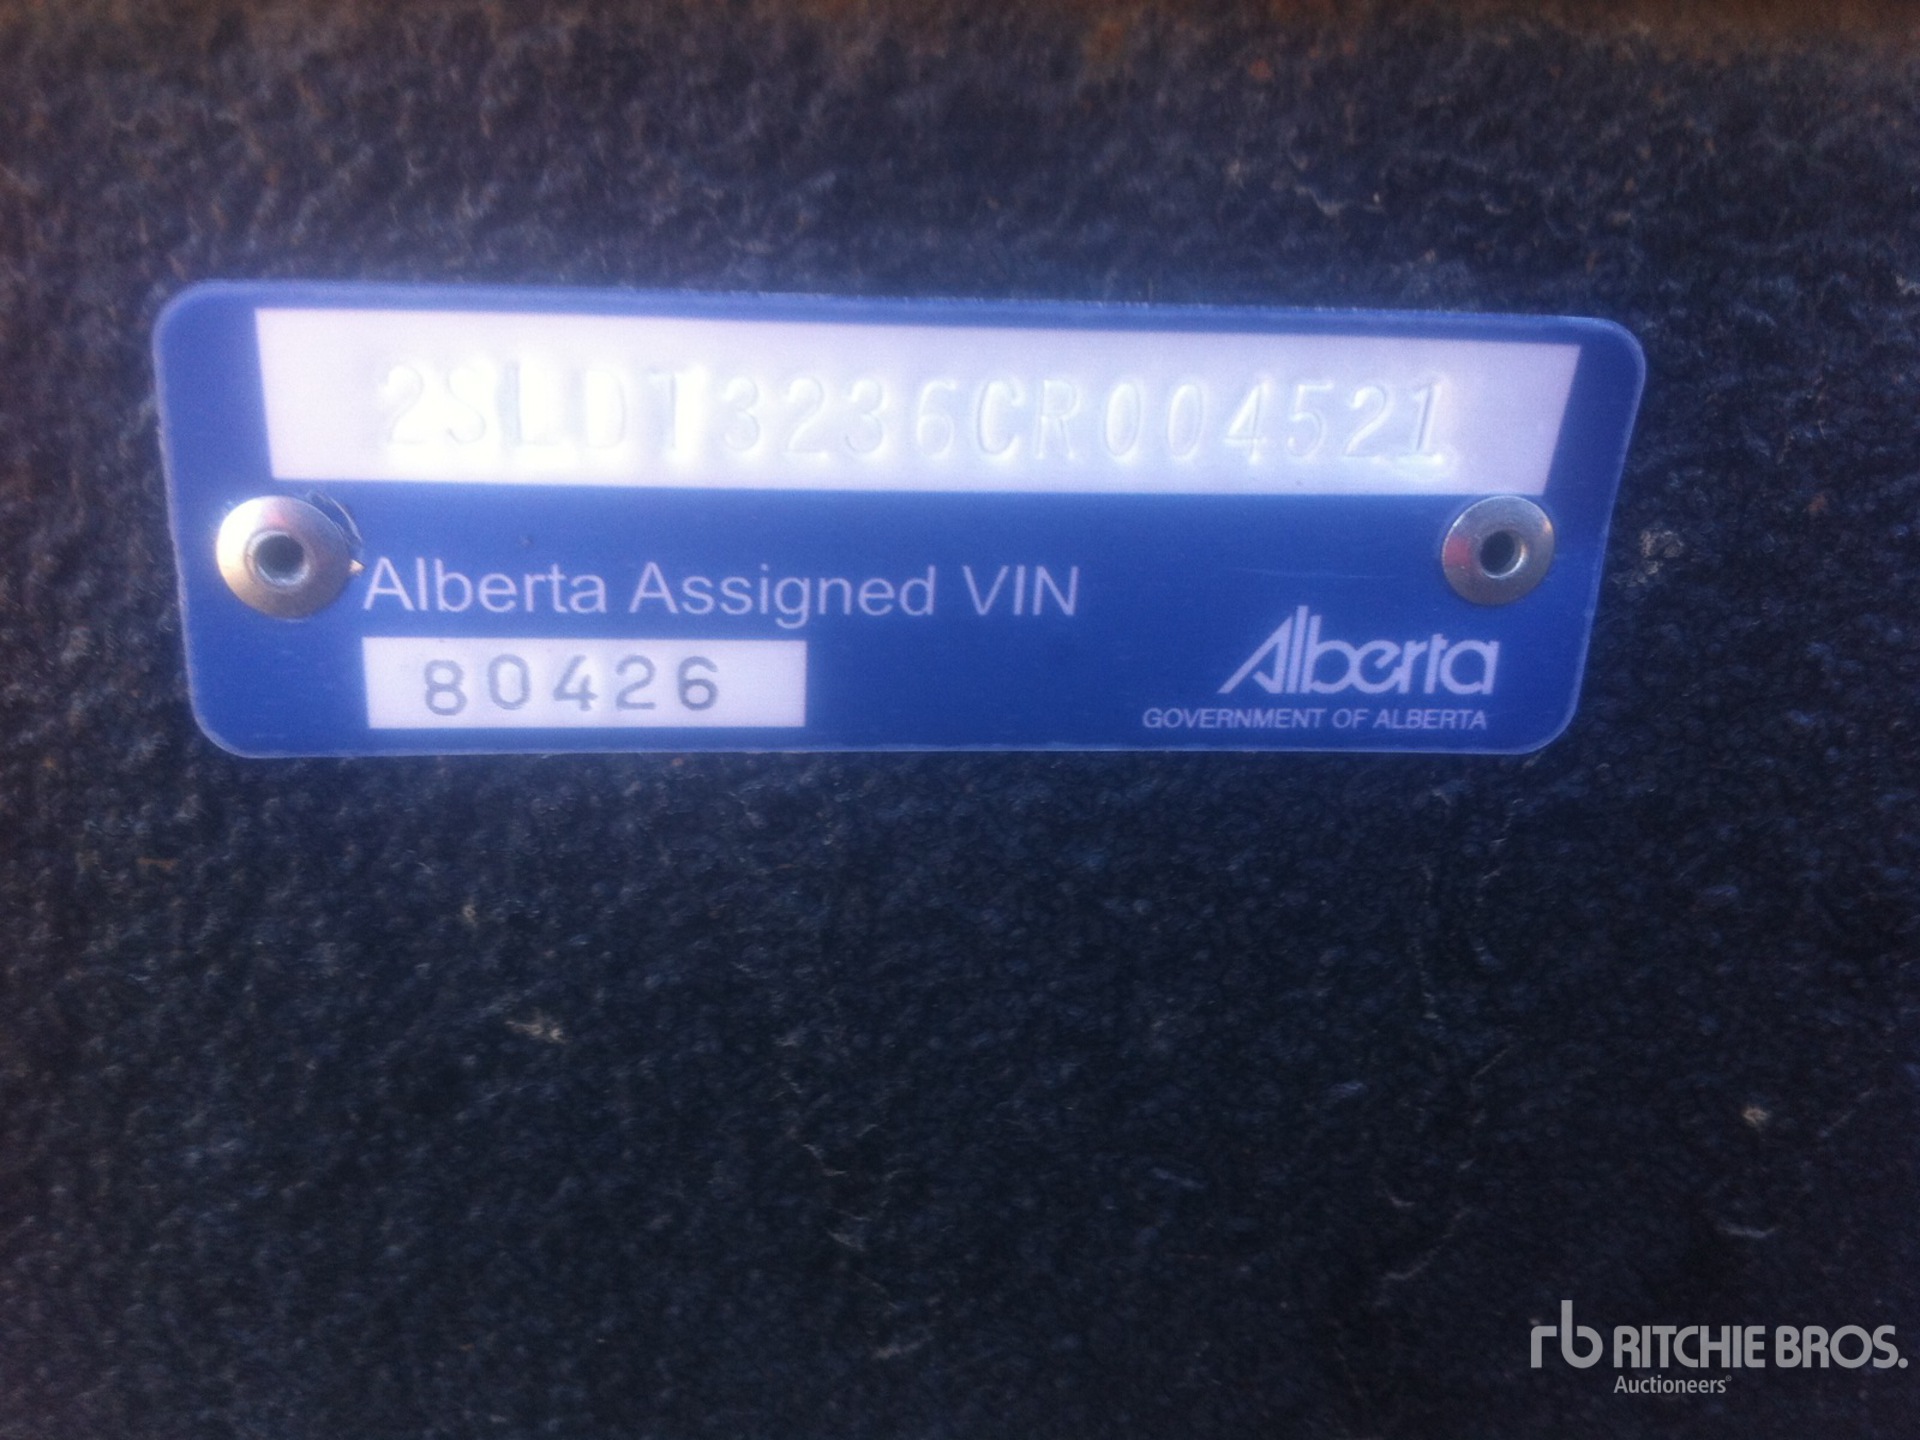 2SLDT3236CR004521
Alberta Assigned VIN
80426
Alberta
GOVERNMENT OF ALBERTA
rb RITCHIE BROS.
Auctioneers®